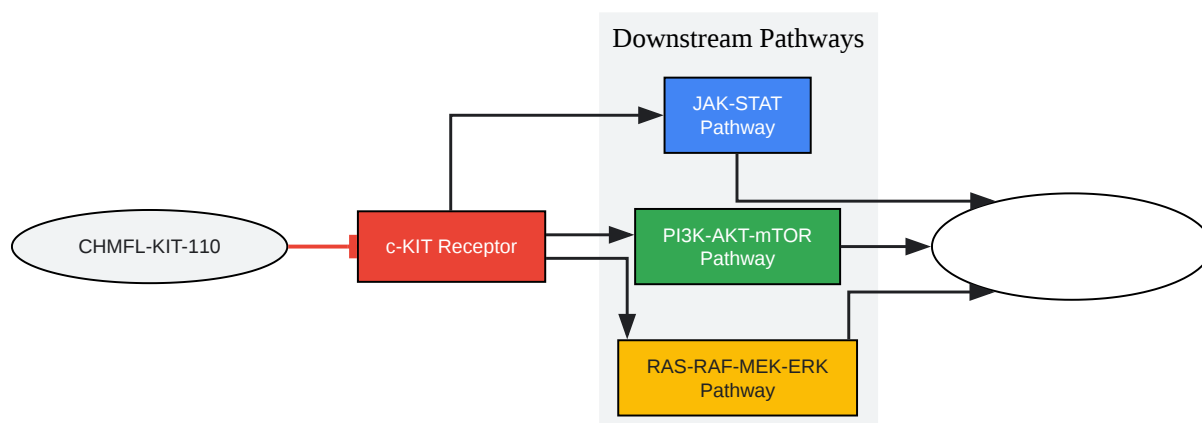 Downstream Pathways
JAK-STAT
Pathway
CHMFL-KIT-110
c-KIT Receptor
PI3K-AKT-mTOR
Pathway
RAS-RAF-MEK-ERK
Pathway